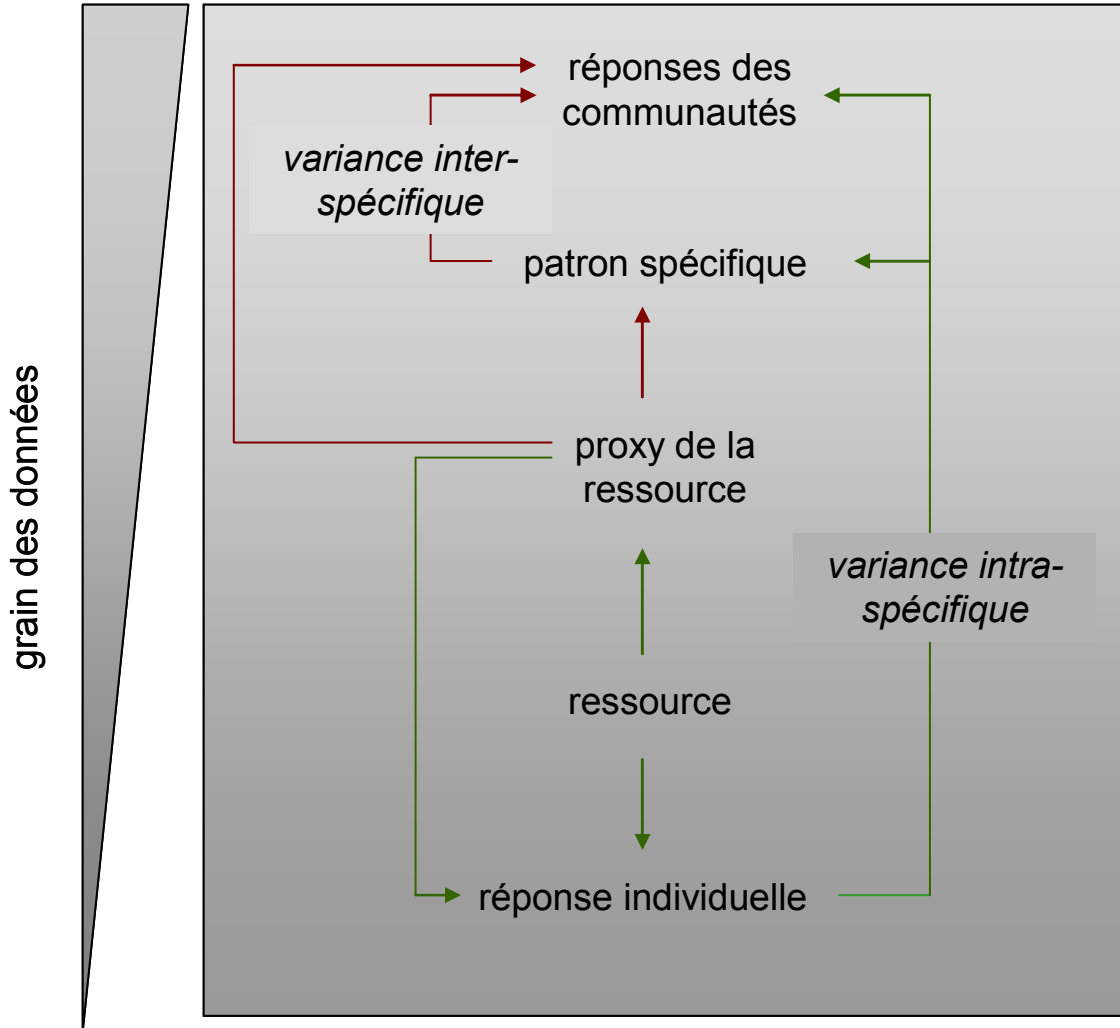 réponses des
communautés
variance inter-
spécifique
patron spécifique
grain des données
proxy de la
ressource
variance intra-
spécifique
ressource
réponse individuelle